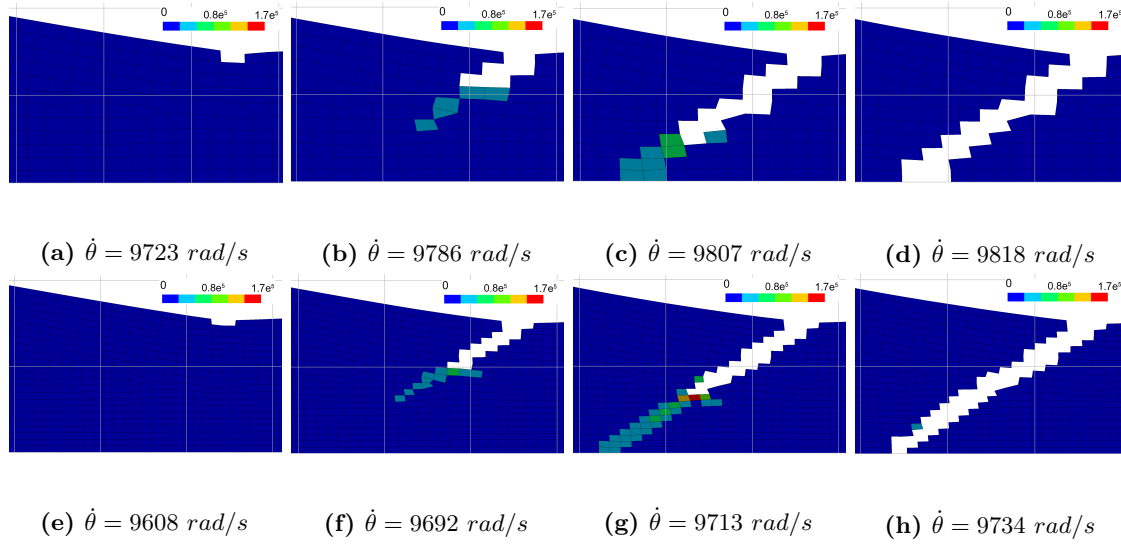 0 0.8e⁵ 1.7e⁵ 0 0.8e⁵ 1.7e⁵ 0 0.8e⁵ 1.7e⁵ 0 0.8e⁵ 1.7e⁵
(a) θ̇ = 9723 rad/s (b) θ̇ = 9786 rad/s (c) θ̇ = 9807 rad/s (d) θ̇ = 9818 rad/s
0 0.8e⁵ 1.7e⁵ 0 0.8e⁵ 1.7e⁵ 0 0.8e⁵ 1.7e⁵ 0 0.8e⁵ 1.7e⁵
(e) θ̇ = 9608 rad/s (f) θ̇ = 9692 rad/s (g) θ̇ = 9713 rad/s (h) θ̇ = 9734 rad/s